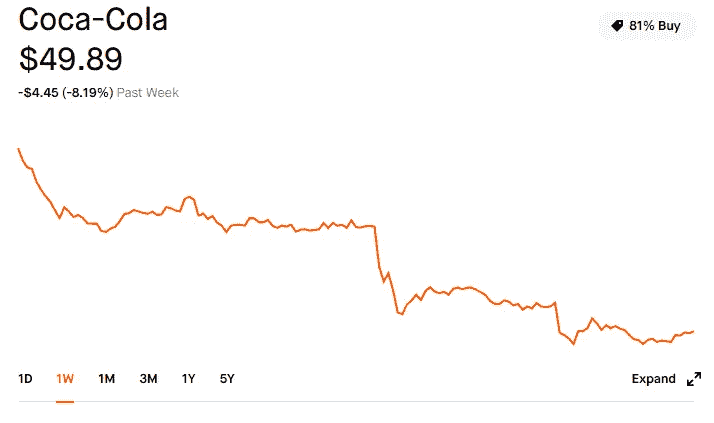 Coca-Cola
81% Buy
$49.89
-$4.45 (-8.19%) Past Week
1D 1W 1M 3M 1Y 5Y Expand